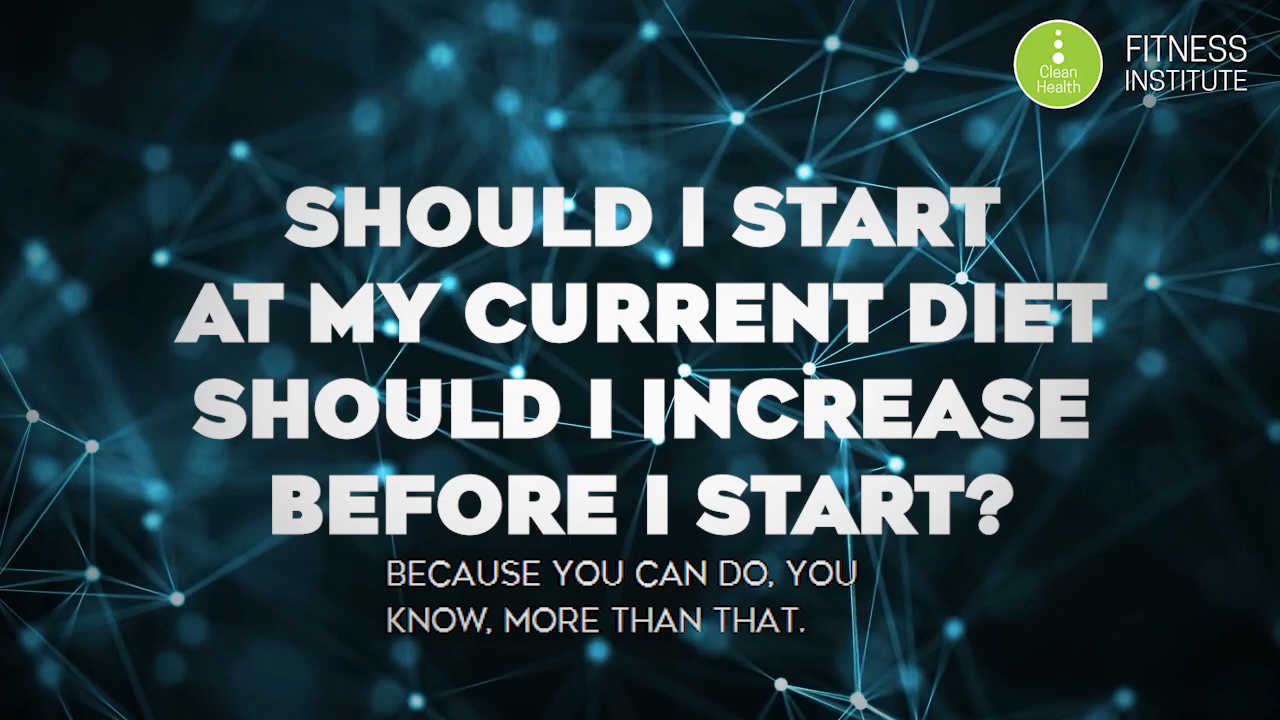 Clean
Health
FITNESS
INSTITUTE
SHOULD I START
AT MY CURRENT DIET
SHOULD I INCREASE
BEFORE I START?
BECAUSE YOU CAN DO, YOU
KNOW, MORE THAN THAT.